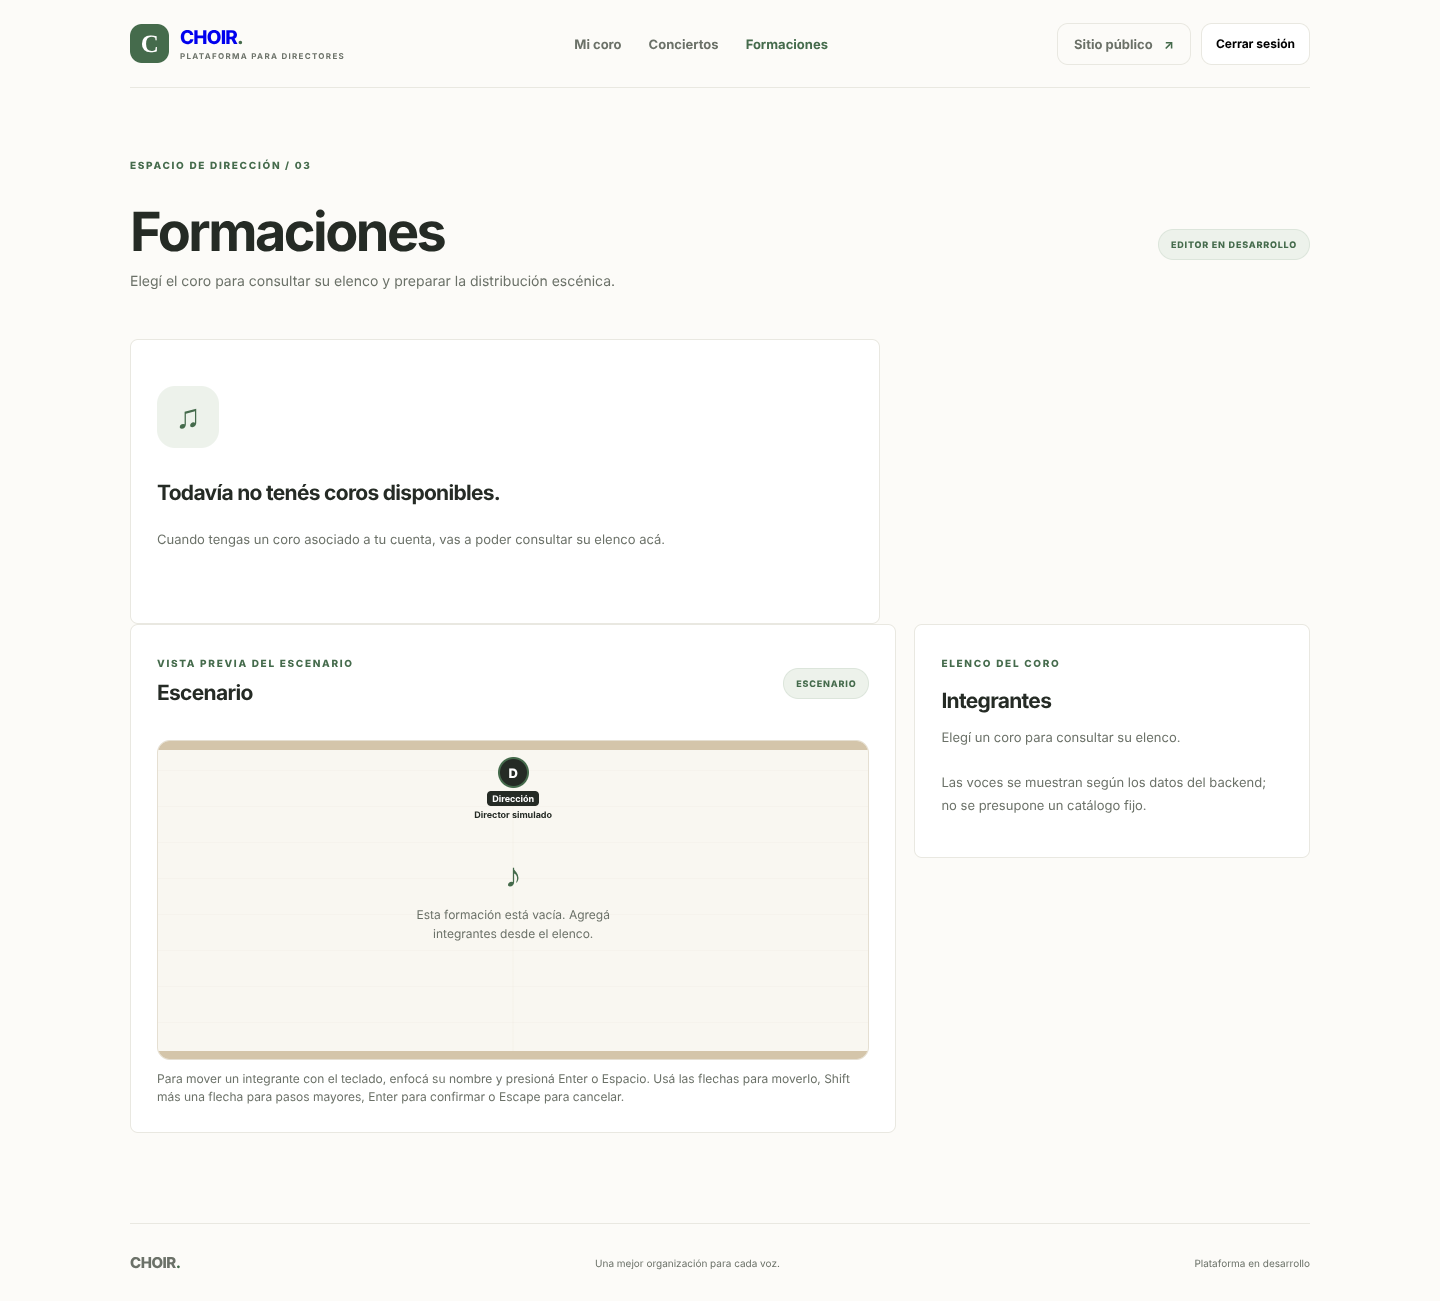 C
CHOIR.
PLATAFORMA PARA DIRECTORES
Mi coro
Conciertos
Formaciones
Sitio público ↗
Cerrar sesión
ESPACIO DE DIRECCIÓN / 03
Formaciones
EDITOR EN DESARROLLO
Elegí el coro para consultar su elenco y preparar la distribución escénica.
♫
Todavía no tenés coros disponibles.
Cuando tengas un coro asociado a tu cuenta, vas a poder consultar su elenco acá.
VISTA PREVIA DEL ESCENARIO
Escenario
ESCENARIO
D
Dirección
Director simulado
♪
Esta formación está vacía. Agregá
integrantes desde el elenco.
Para mover un integrante con el teclado, enfocá su nombre y presioná Enter o Espacio. Usá las flechas para moverlo, Shift
más una flecha para pasos mayores, Enter para confirmar o Escape para cancelar.
ELENCO DEL CORO
Integrantes
Elegí un coro para consultar su elenco.
Las voces se muestran según los datos del backend;
no se presupone un catálogo fijo.
CHOIR.
Una mejor organización para cada voz.
Plataforma en desarrollo